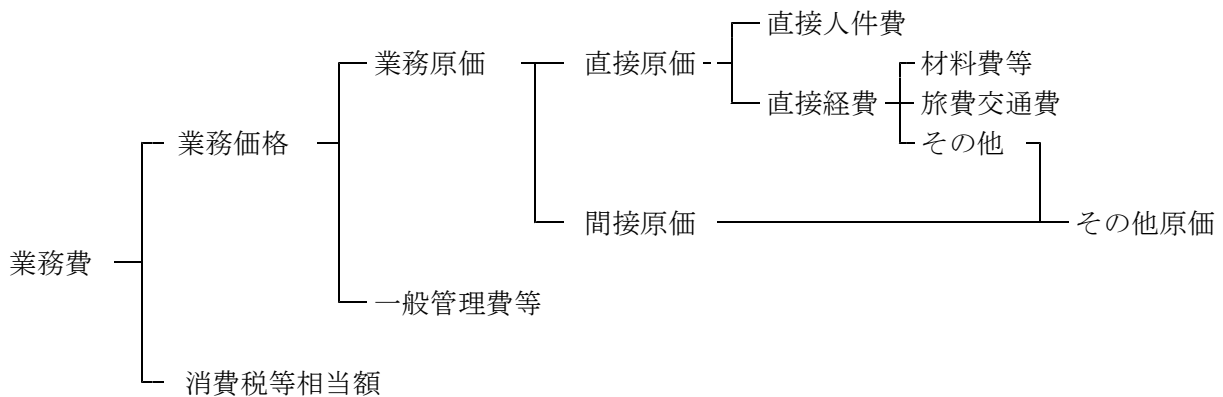 直接人件費
業務原価 直接原価 材料費等
直接経費 旅費交通費
業務価格 その他
間接原価 その他原価
業務費
一般管理費等
消費税等相当額